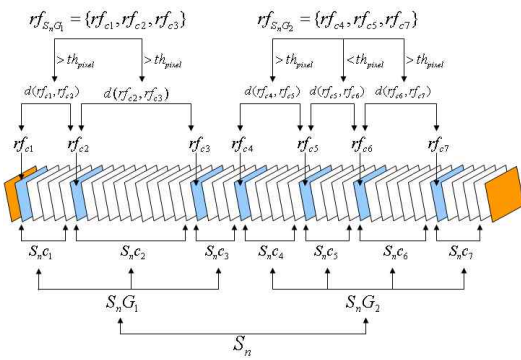 rf_{S_nG_1} = {rf_{c1}, rf_{c2}, rf_{c3}} rf_{S_nG_2} = {rf_{c4}, rf_{c5}, rf_{c7}}
>th_{pixel} >th_{pixel} >th_{pixel} <th_{pixel} >th_{pixel}
d(rf_{c1}, rf_{c2}) d(rf_{c2}, rf_{c3}) d(rf_{c4}, rf_{c5}) d(rf_{c5}, rf_{c6}) d(rf_{c6}, rf_{c7})
rf_{c1} rf_{c2} rf_{c3} rf_{c4} rf_{c5} rf_{c6} rf_{c7}
S_nc_1 S_nc_2 S_nc_3 S_nc_4 S_nc_5 S_nc_6 S_nc_7
S_nG_1 S_nG_2
S_n